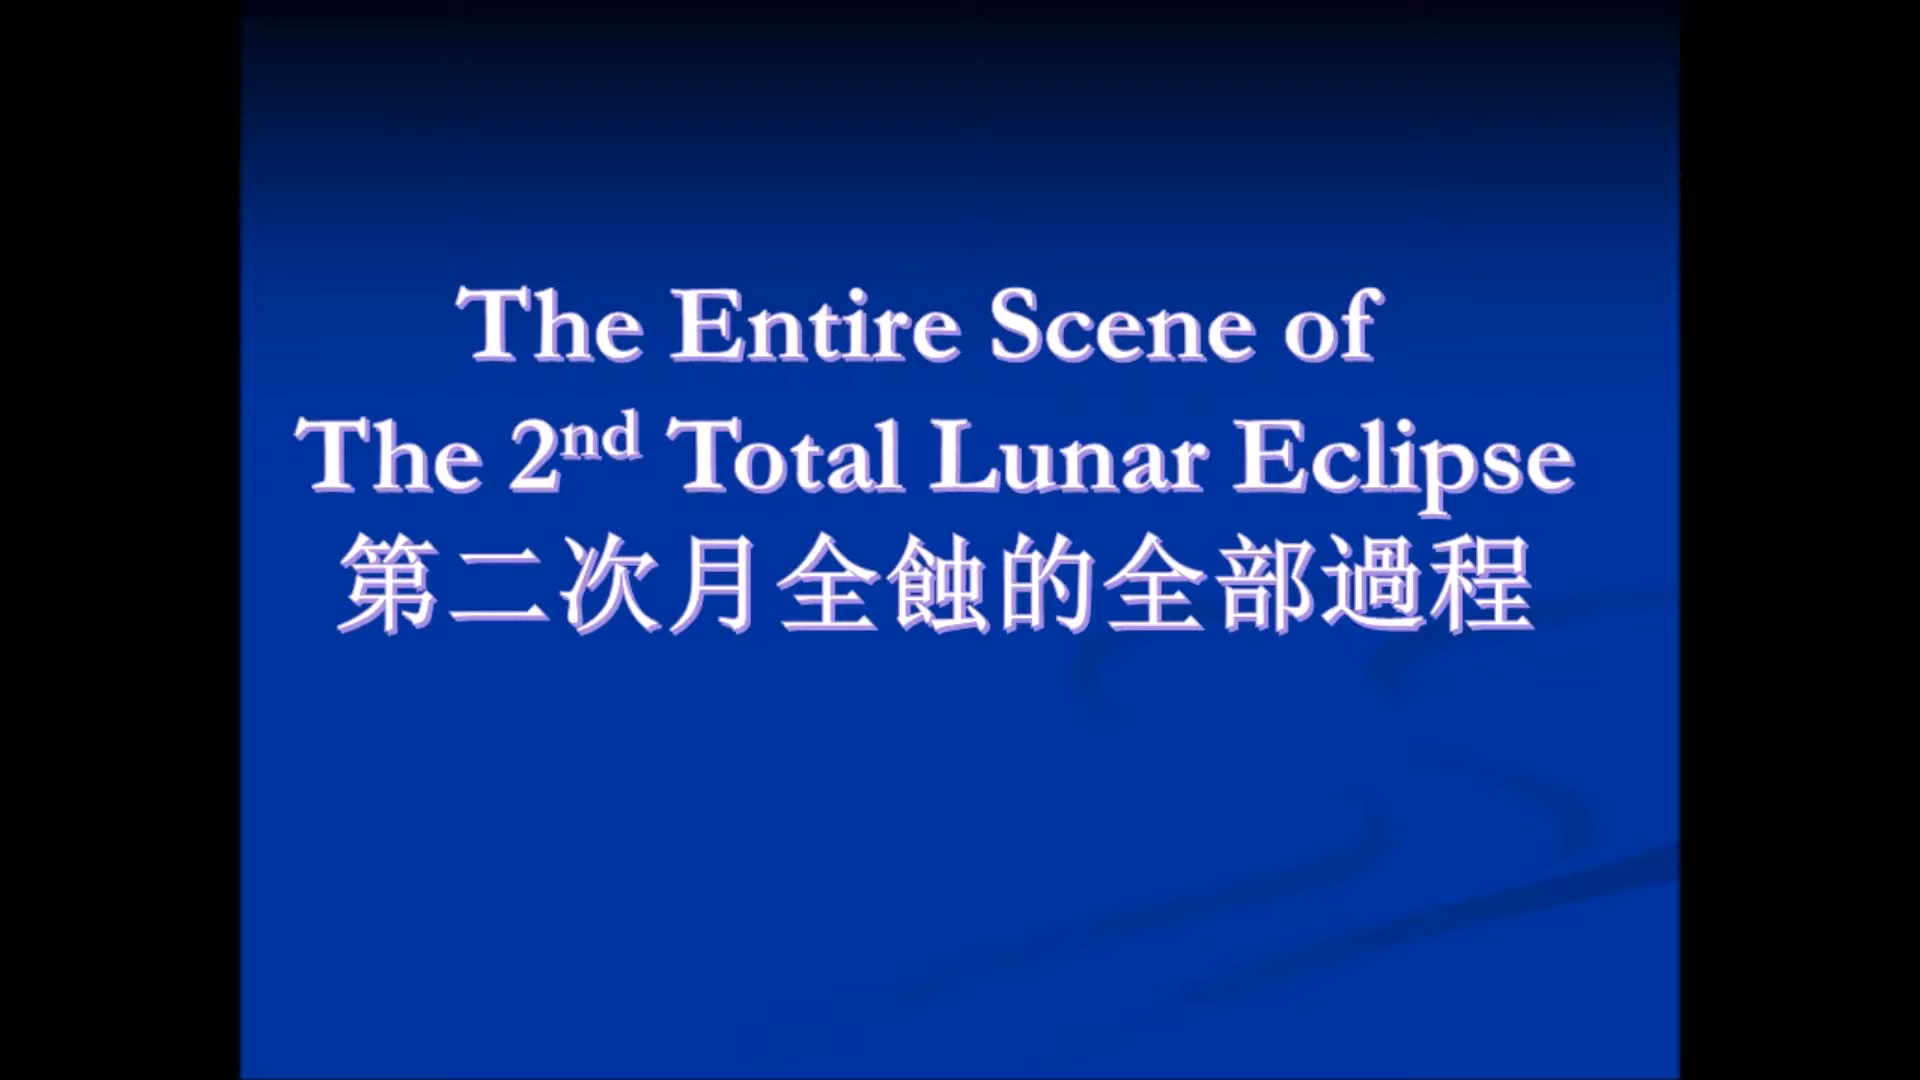 The Entire Scene of
The 2nd Total Lunar Eclipse
第二次月全蝕的全部過程